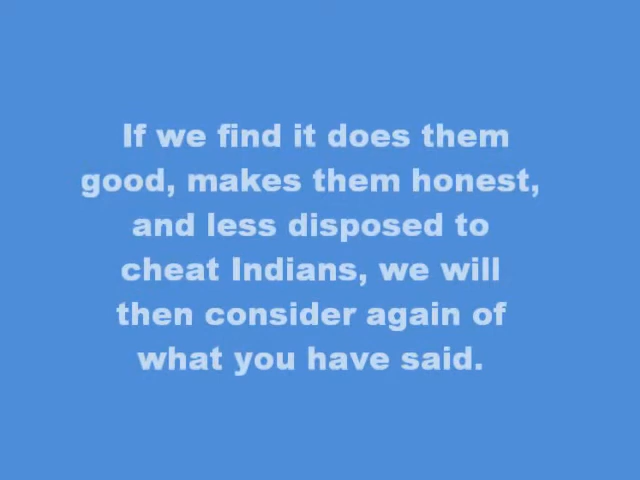 If we find it does them
good, makes them honest,
and less disposed to
cheat Indians, we will
then consider again of
what you have said.